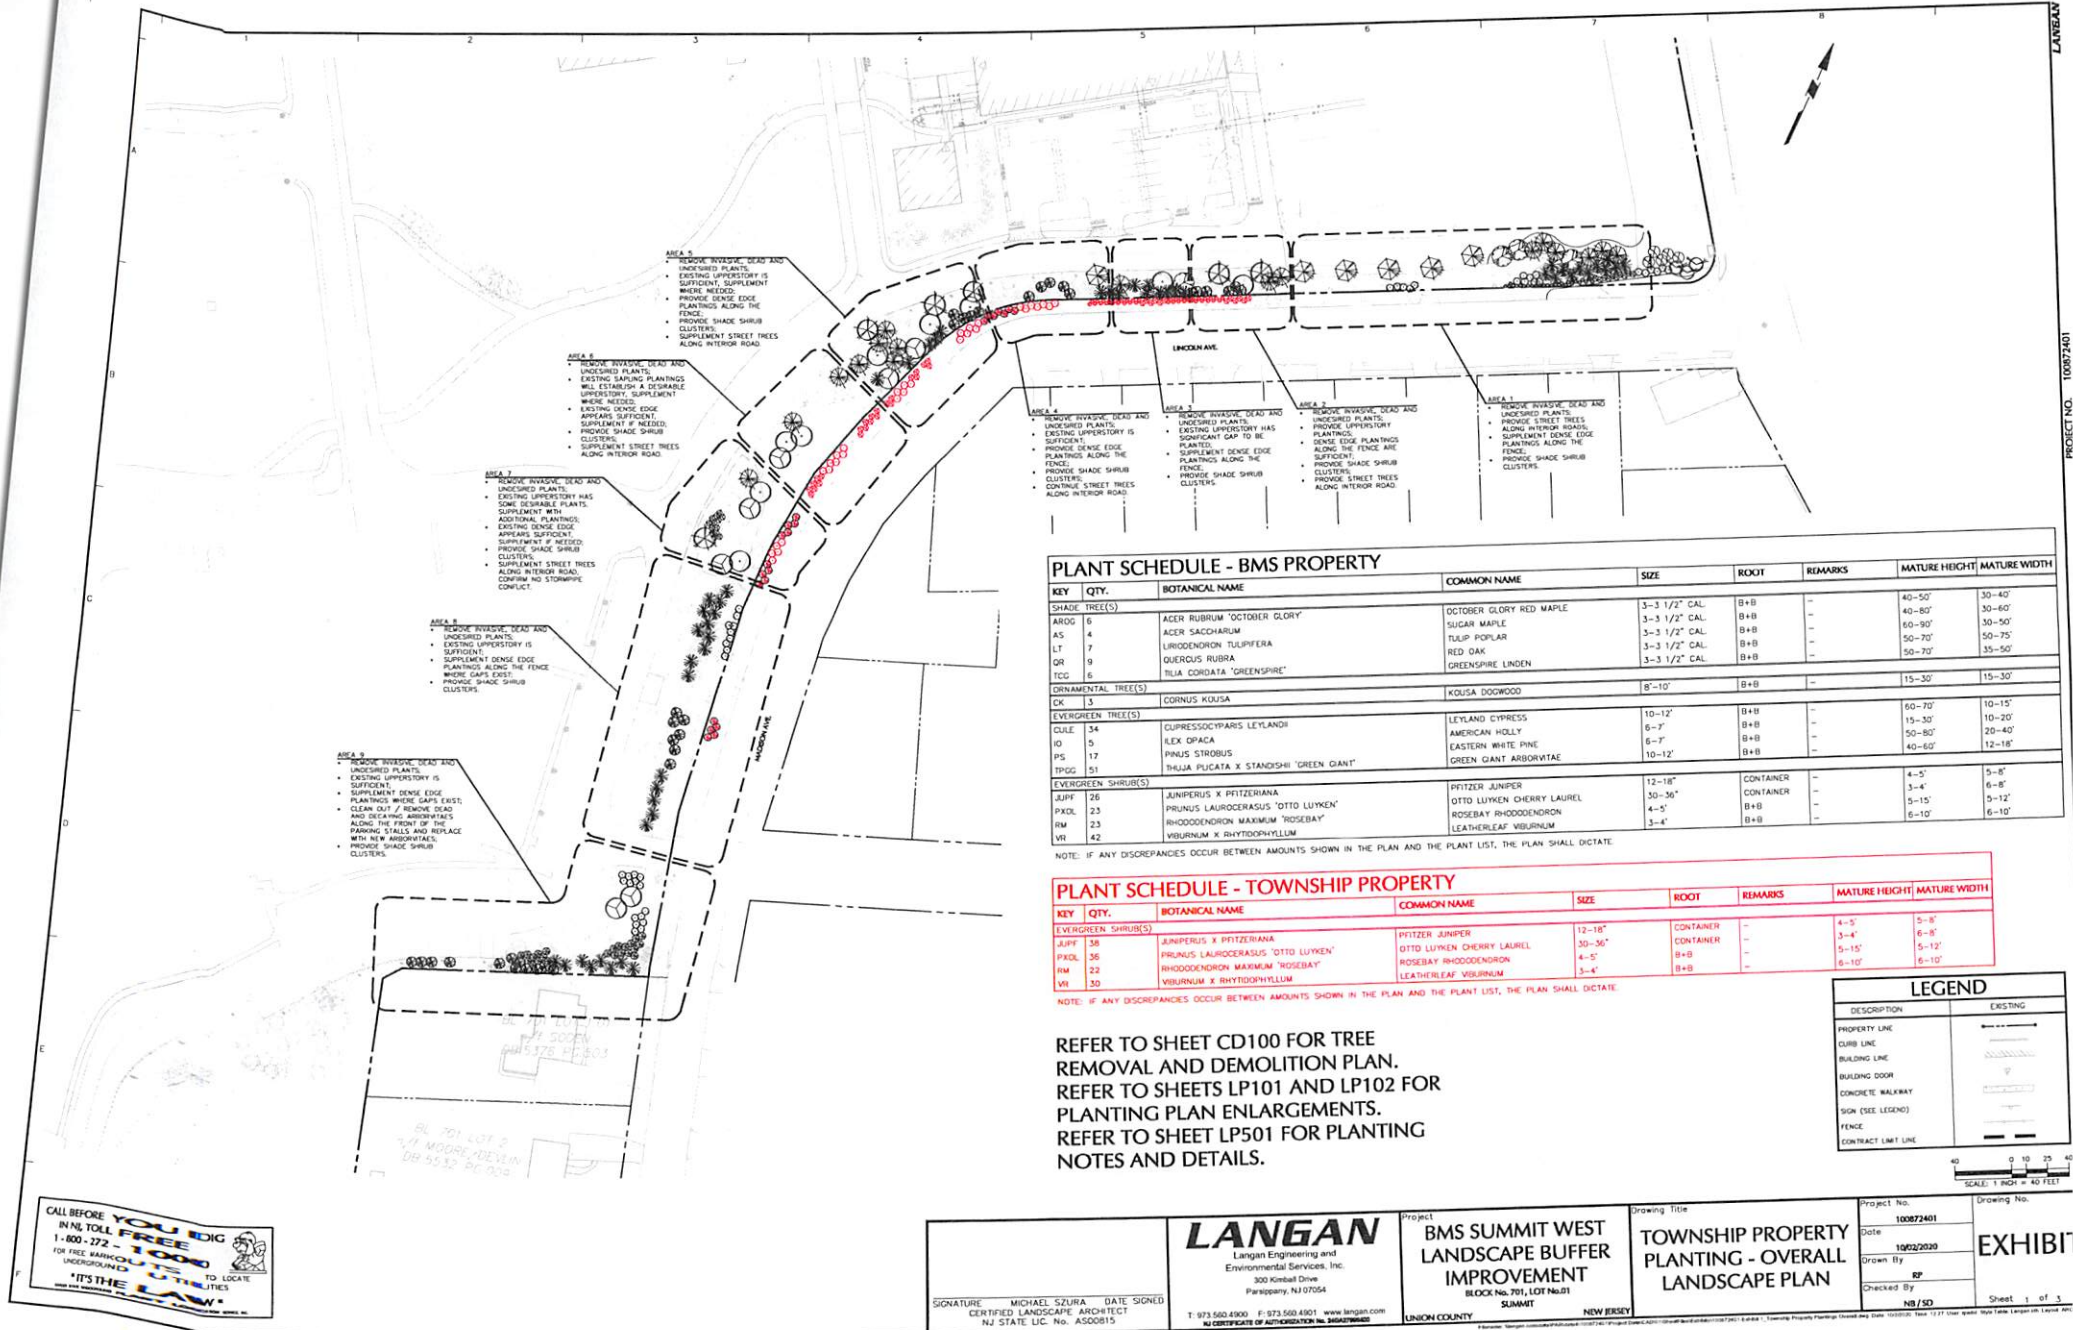 LANGAN
PROJECT NO. 100872401
1 2 3 4 5 6 7 8
A
B
C
D
E
F
AREA 5
• REMOVE INVASIVE, DEAD AND
UNDESIRED PLANTS;
• EXISTING UPPERSTORY IS
SUFFICIENT, SUPPLEMENT
WHERE NEEDED;
• PROVIDE DENSE EDGE
PLANTINGS ALONG THE
FENCE;
• PROVIDE SHADE SHRUB
CLUSTERS;
• SUPPLEMENT STREET TREES
ALONG INTERIOR ROAD.
AREA 6
• REMOVE INVASIVE, DEAD AND
UNDESIRED PLANTS;
• EXISTING SAPLING PLANTINGS
WILL ESTABLISH A DESIRABLE
UPPERSTORY, SUPPLEMENT
WHERE NEEDED;
• EXISTING DENSE EDGE
APPEARS SUFFICIENT,
SUPPLEMENT IF NEEDED;
• PROVIDE SHADE SHRUB
CLUSTERS;
• SUPPLEMENT STREET TREES
ALONG INTERIOR ROAD.
AREA 7
• REMOVE INVASIVE, DEAD AND
UNDESIRED PLANTS;
• EXISTING UPPERSTORY HAS
SOME DESIRABLE PLANTS,
SUPPLEMENT WITH
ADDITIONAL PLANTINGS;
• EXISTING DENSE EDGE
APPEARS SUFFICIENT,
SUPPLEMENT IF NEEDED;
• PROVIDE SHADE SHRUB
CLUSTERS;
• SUPPLEMENT STREET TREES
ALONG INTERIOR ROAD,
CONFIRM NO STORMPIPE
CONFLICT.
AREA 8
• REMOVE INVASIVE, DEAD AND
UNDESIRED PLANTS;
• EXISTING UPPERSTORY IS
SUFFICIENT;
• SUPPLEMENT DENSE EDGE
PLANTINGS ALONG THE FENCE
WHERE GAPS EXIST;
• PROVIDE SHADE SHRUB
CLUSTERS.
AREA 9
• REMOVE INVASIVE, DEAD AND
UNDESIRED PLANTS;
• EXISTING UPPERSTORY IS
SUFFICIENT;
• SUPPLEMENT DENSE EDGE
PLANTINGS WHERE GAPS EXIST;
• CLEAN OUT / REMOVE DEAD
AND DECAYING ARBORVITAES
ALONG THE FRONT OF THE
PARKING STALLS AND REPLACE
WITH NEW ARBORVITAES;
• PROVIDE SHADE SHRUB
CLUSTERS.
LINCOLN AVE.
MADISON AVE.
AREA 4
• REMOVE INVASIVE, DEAD AND
UNDESIRED PLANTS;
• EXISTING UPPERSTORY IS
SUFFICIENT;
• PROVIDE DENSE EDGE
PLANTINGS ALONG THE
FENCE;
• PROVIDE SHADE SHRUB
CLUSTERS;
• CONTINUE STREET TREES
ALONG INTERIOR ROAD.
AREA 3
• REMOVE INVASIVE, DEAD AND
UNDESIRED PLANTS;
• EXISTING UPPERSTORY HAS
SIGNIFICANT GAP TO BE
PLANTED;
• SUPPLEMENT DENSE EDGE
PLANTINGS ALONG THE
FENCE;
• PROVIDE SHADE SHRUB
CLUSTERS.
AREA 2
• REMOVE INVASIVE, DEAD AND
UNDESIRED PLANTS;
• PROVIDE UPPERSTORY
PLANTINGS;
• DENSE EDGE PLANTINGS
ALONG THE FENCE ARE
SUFFICIENT;
• PROVIDE SHADE SHRUB
CLUSTERS;
• PROVIDE STREET TREES
ALONG INTERIOR ROAD.
AREA 1
• REMOVE INVASIVE, DEAD AND
UNDESIRED PLANTS;
• PROVIDE STREET TREES
ALONG INTERIOR ROADS;
• SUPPLEMENT DENSE EDGE
PLANTINGS ALONG THE
FENCE;
• PROVIDE SHADE SHRUB
CLUSTERS.
PLANT SCHEDULE - BMS PROPERTY
KEY QTY. BOTANICAL NAME COMMON NAME SIZE ROOT REMARKS MATURE HEIGHT MATURE WIDTH
SHADE TREE(S)
AROG 6 ACER RUBRUM 'OCTOBER GLORY' OCTOBER GLORY RED MAPLE 3-3 1/2" CAL. B+B - 40-50' 30-40'
AS 4 ACER SACCHARUM SUGAR MAPLE 3-3 1/2" CAL. B+B - 40-80' 30-60'
LT 7 LIRIODENDRON TULIPIFERA TULIP POPLAR 3-3 1/2" CAL. B+B - 60-90' 30-50'
QR 9 QUERCUS RUBRA RED OAK 3-3 1/2" CAL. B+B - 50-70' 50-75'
TCG 6 TILIA CORDATA 'GREENSPIRE' GREENSPIRE LINDEN 3-3 1/2" CAL. B+B - 50-70' 35-50'
ORNAMENTAL TREE(S)
CK 3 CORNUS KOUSA KOUSA DOGWOOD 8'-10' B+B - 15-30' 15-30'
EVERGREEN TREE(S)
CULE 34 CUPRESSOCYPARIS LEYLANDII LEYLAND CYPRESS 10-12' B+B - 60-70' 10-15'
IO 5 ILEX OPACA AMERICAN HOLLY 6-7' B+B - 15-30' 10-20'
PS 17 PINUS STROBUS EASTERN WHITE PINE 6-7' B+B - 50-80' 20-40'
TPGG 51 THUJA PLICATA X STANDISHII 'GREEN GIANT' GREEN GIANT ARBORVITAE 10-12' B+B - 40-60' 12-18'
EVERGREEN SHRUB(S)
JUPF 26 JUNIPERUS X PFITZERIANA PFITZER JUNIPER 12-18" CONTAINER - 4-5' 5-8'
PXOL 23 PRUNUS LAUROCERASUS 'OTTO LUYKEN' OTTO LUYKEN CHERRY LAUREL 30-36" CONTAINER - 3-4' 6-8'
RM 23 RHODODENDRON MAXIMUM 'ROSEBAY' ROSEBAY RHODODENDRON 4-5' B+B - 5-15' 5-12'
VR 42 VIBURNUM X RHYTIDOPHYLLUM LEATHERLEAF VIBURNUM 3-4' B+B - 6-10' 6-10'
NOTE: IF ANY DISCREPANCIES OCCUR BETWEEN AMOUNTS SHOWN IN THE PLAN AND THE PLANT LIST, THE PLAN SHALL DICTATE
PLANT SCHEDULE - TOWNSHIP PROPERTY
KEY QTY. BOTANICAL NAME COMMON NAME SIZE ROOT REMARKS MATURE HEIGHT MATURE WIDTH
EVERGREEN SHRUB(S)
JUPF 38 JUNIPERUS X PFITZERIANA PFITZER JUNIPER 12-18" CONTAINER - 4-5' 5-8'
PXOL 36 PRUNUS LAUROCERASUS 'OTTO LUYKEN' OTTO LUYKEN CHERRY LAUREL 30-36" CONTAINER - 3-4' 6-8'
RM 22 RHODODENDRON MAXIMUM 'ROSEBAY' ROSEBAY RHODODENDRON 4-5' B+B - 5-15' 5-12'
VR 30 VIBURNUM X RHYTIDOPHYLLUM LEATHERLEAF VIBURNUM 3-4' B+B - 6-10' 6-10'
NOTE: IF ANY DISCREPANCIES OCCUR BETWEEN AMOUNTS SHOWN IN THE PLAN AND THE PLANT LIST, THE PLAN SHALL DICTATE
REFER TO SHEET CD100 FOR TREE
REMOVAL AND DEMOLITION PLAN.
REFER TO SHEETS LP101 AND LP102 FOR
PLANTING PLAN ENLARGEMENTS.
REFER TO SHEET LP501 FOR PLANTING
NOTES AND DETAILS.
LEGEND
DESCRIPTION EXISTING
PROPERTY LINE
CURB LINE
BUILDING LINE
BUILDING DOOR
CONCRETE WALKWAY
SIGN (SEE LEGEND)
FENCE
CONTRACT LIMIT LINE
40 0 10 25 40
SCALE: 1 INCH = 40 FEET
BL 701 LOT 2
N/F MOORE/DEVLIN
CALL BEFORE YOU DIG
IN NJ, TOLL FREE
1-800-272-1000
FOR FREE MARKOUTS TO LOCATE
UNDERGROUND UTILITIES
"IT'S THE LAW"
SIGNATURE MICHAEL SZURA DATE SIGNED
CERTIFIED LANDSCAPE ARCHITECT
NJ STATE LIC. No. AS00815
LANGAN
Langan Engineering and
Environmental Services, Inc.
300 Kimball Drive
Parsippany, NJ 07054
T: 973.560.4900 F: 973.560.4901 www.langan.com
Project
BMS SUMMIT WEST
LANDSCAPE BUFFER
IMPROVEMENT
BLOCK No. 701, LOT No.01
SUMMIT
UNION COUNTY NEW JERSEY
Drawing Title
TOWNSHIP PROPERTY
PLANTING - OVERALL
LANDSCAPE PLAN
Project No.
100872401
Date
10/02/2020
Drawn By
RP
Checked By
NB/SD
Drawing No.
EXHIBIT
Sheet 1 of 3